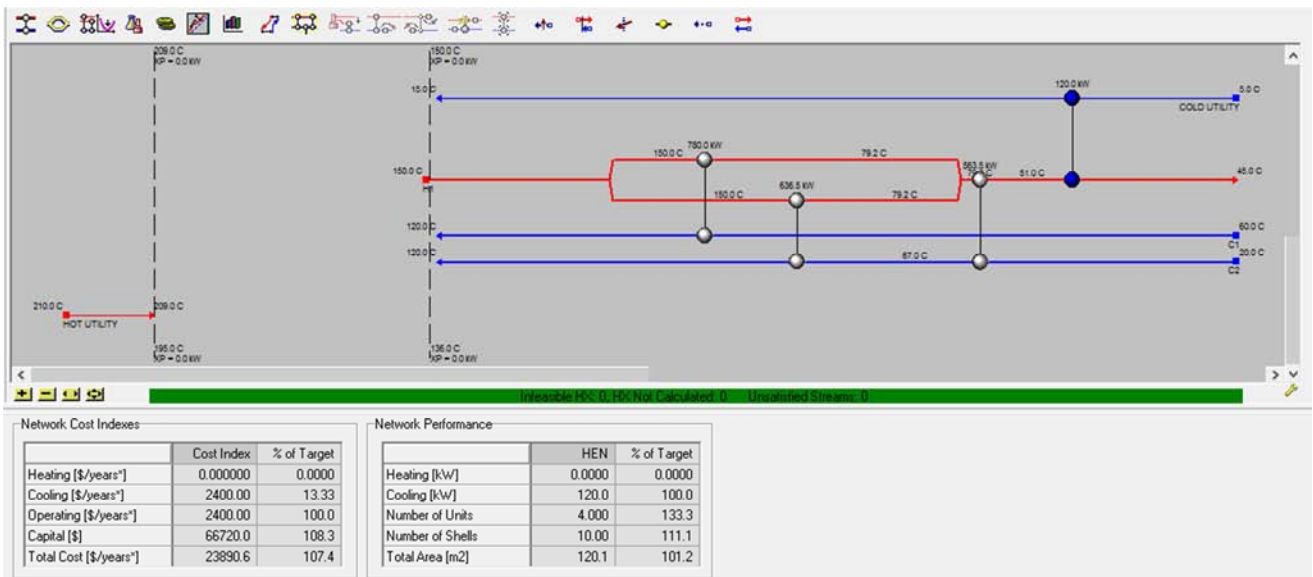 209.0 C
XP = 0.0 kW
150.0 C
XP = 0.0 kW
15.0 C
120.0 kW
5.0 C
COLD UTILITY
150.0 C
780.0 kW
79.2 C
150.0 C
H1
563.5 kW
51.0 C
45.0 C
636.5 kW
150.0 C
79.2 C
120.0 C
60.0 C
C1
120.0 C
67.0 C
20.0 C
C2
210.0 C
209.0 C
HOT UTILITY
195.0 C
XP = 0.0 kW
136.0 C
XP = 0.0 kW
Infeasible HX: 0, HX Not Calculated: 0 Unsatisfied Streams: 0
Network Cost Indexes
Cost Index % of Target
Heating [$/years*] 0.000000 0.0000
Cooling [$/years*] 2400.00 13.33
Operating [$/years*] 2400.00 100.0
Capital [$] 66720.0 108.3
Total Cost [$/years*] 23890.6 107.4
Network Performance
HEN % of Target
Heating [kW] 0.0000 0.0000
Cooling [kW] 120.0 100.0
Number of Units 4.000 133.3
Number of Shells 10.00 111.1
Total Area [m2] 120.1 101.2